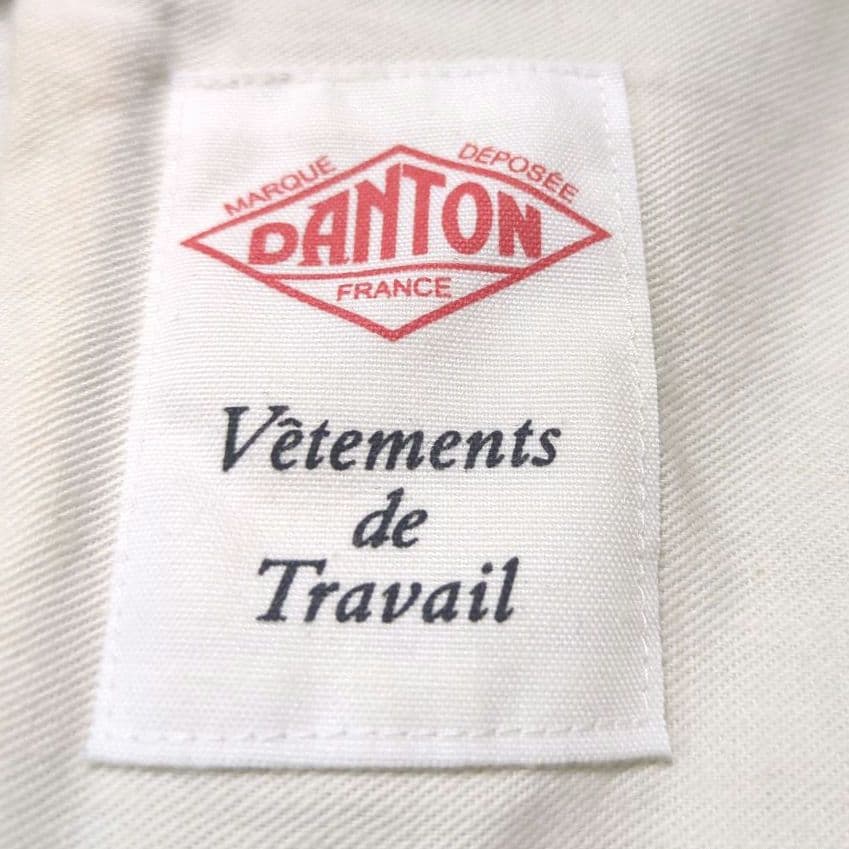 MARQUE DÉPOSÉE
DANTON
FRANCE
Vêtements
de
Travail